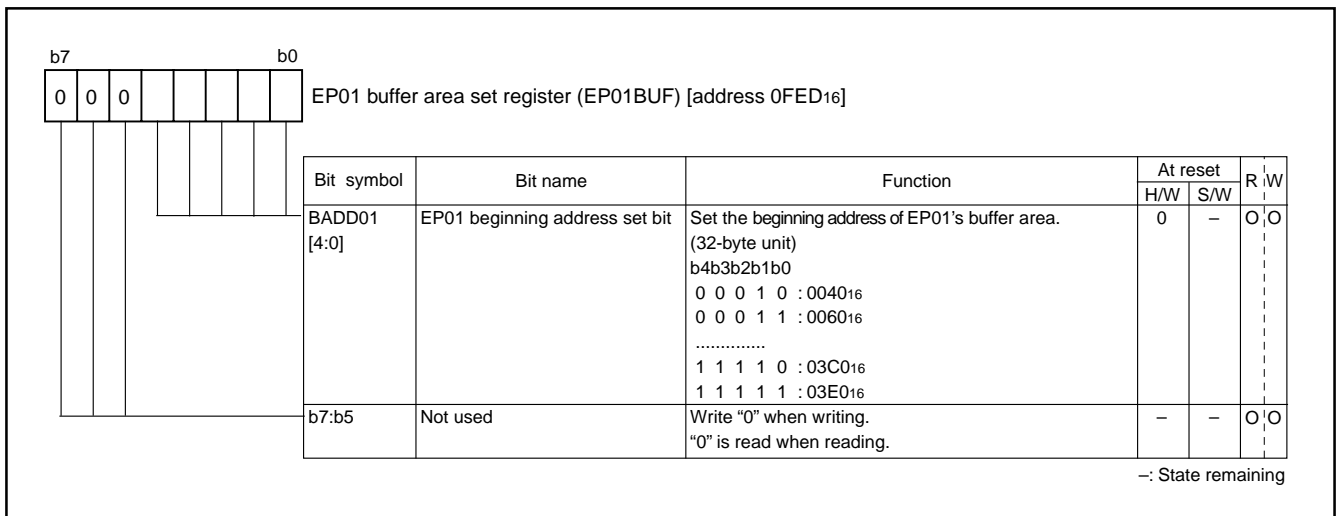 b7 b0
0 0 0 EP01 buffer area set register (EP01BUF) [address 0FED16]
Bit symbol Bit name Function At reset R W
H/W S/W
BADD01 EP01 beginning address set bit Set the beginning address of EP01's buffer area. 0 – O O
[4:0] (32-byte unit)
b4b3b2b1b0
0 0 0 1 0 : 004016
0 0 0 1 1 : 006016
..............
1 1 1 1 0 : 03C016
1 1 1 1 1 : 03E016
b7:b5 Not used Write “0” when writing. – – O O
“0” is read when reading.
–: State remaining